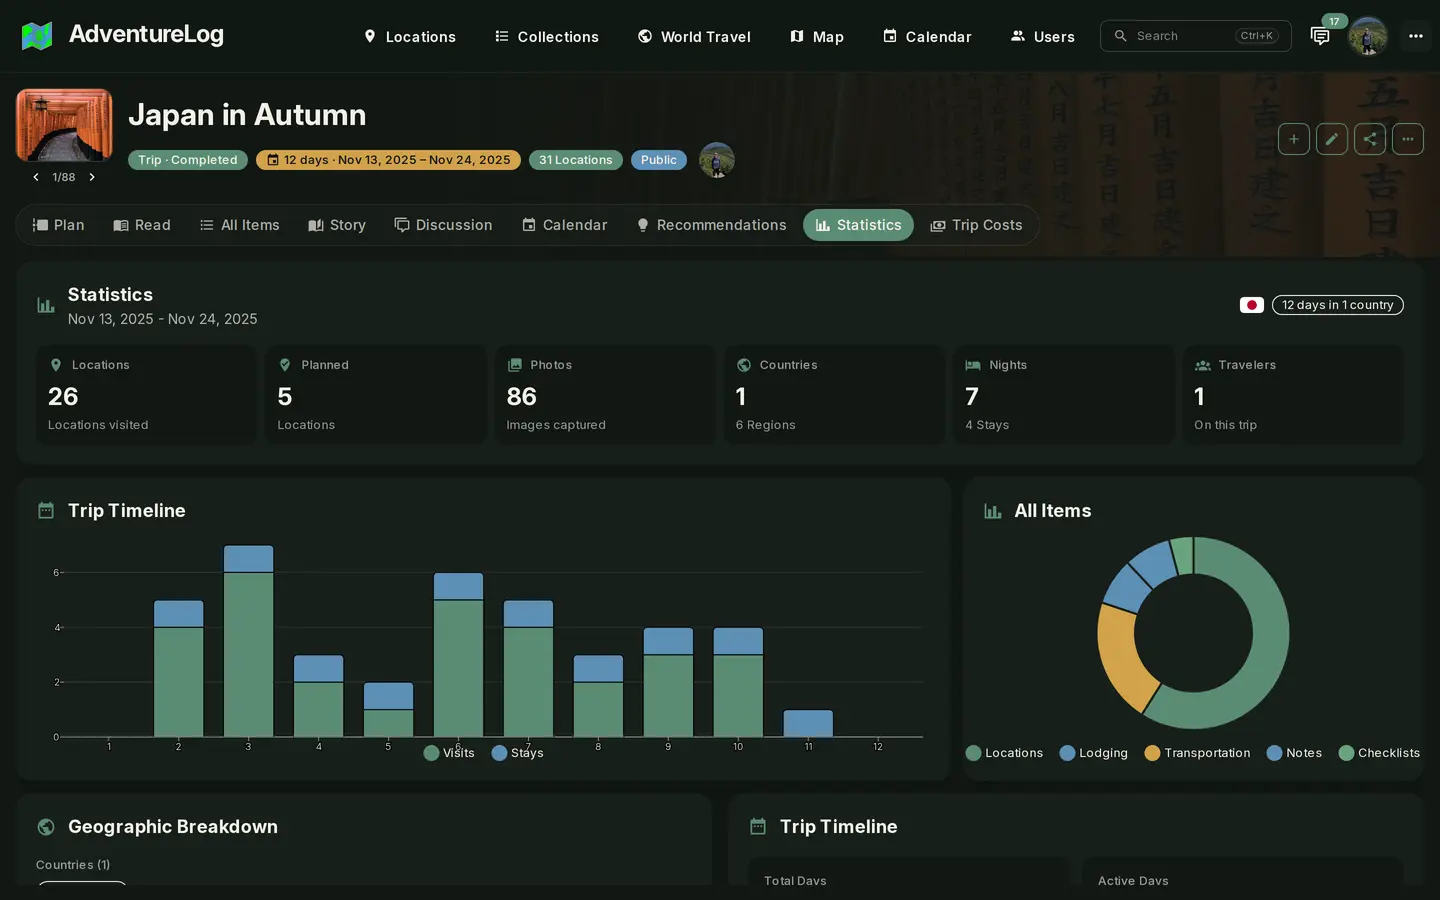 AdventureLog
Locations
Collections
World Travel
Map
Calendar
Users
Search
Ctrl+K
17
Japan in Autumn
Trip · Completed
12 days · Nov 13, 2025 – Nov 24, 2025
31 Locations
Public
1/88
Plan
Read
All Items
Story
Discussion
Calendar
Recommendations
Statistics
Trip Costs
Statistics
Nov 13, 2025 - Nov 24, 2025
12 days in 1 country
Locations
26
Locations visited
Planned
5
Locations
Photos
86
Images captured
Countries
1
6 Regions
Nights
7
4 Stays
Travelers
1
On this trip
Trip Timeline
6
4
2
0
1 2 3 4 5 6 7 8 9 10 11 12
Visits
Stays
All Items
Locations
Lodging
Transportation
Notes
Checklists
Geographic Breakdown
Countries (1)
Trip Timeline
Total Days
Active Days